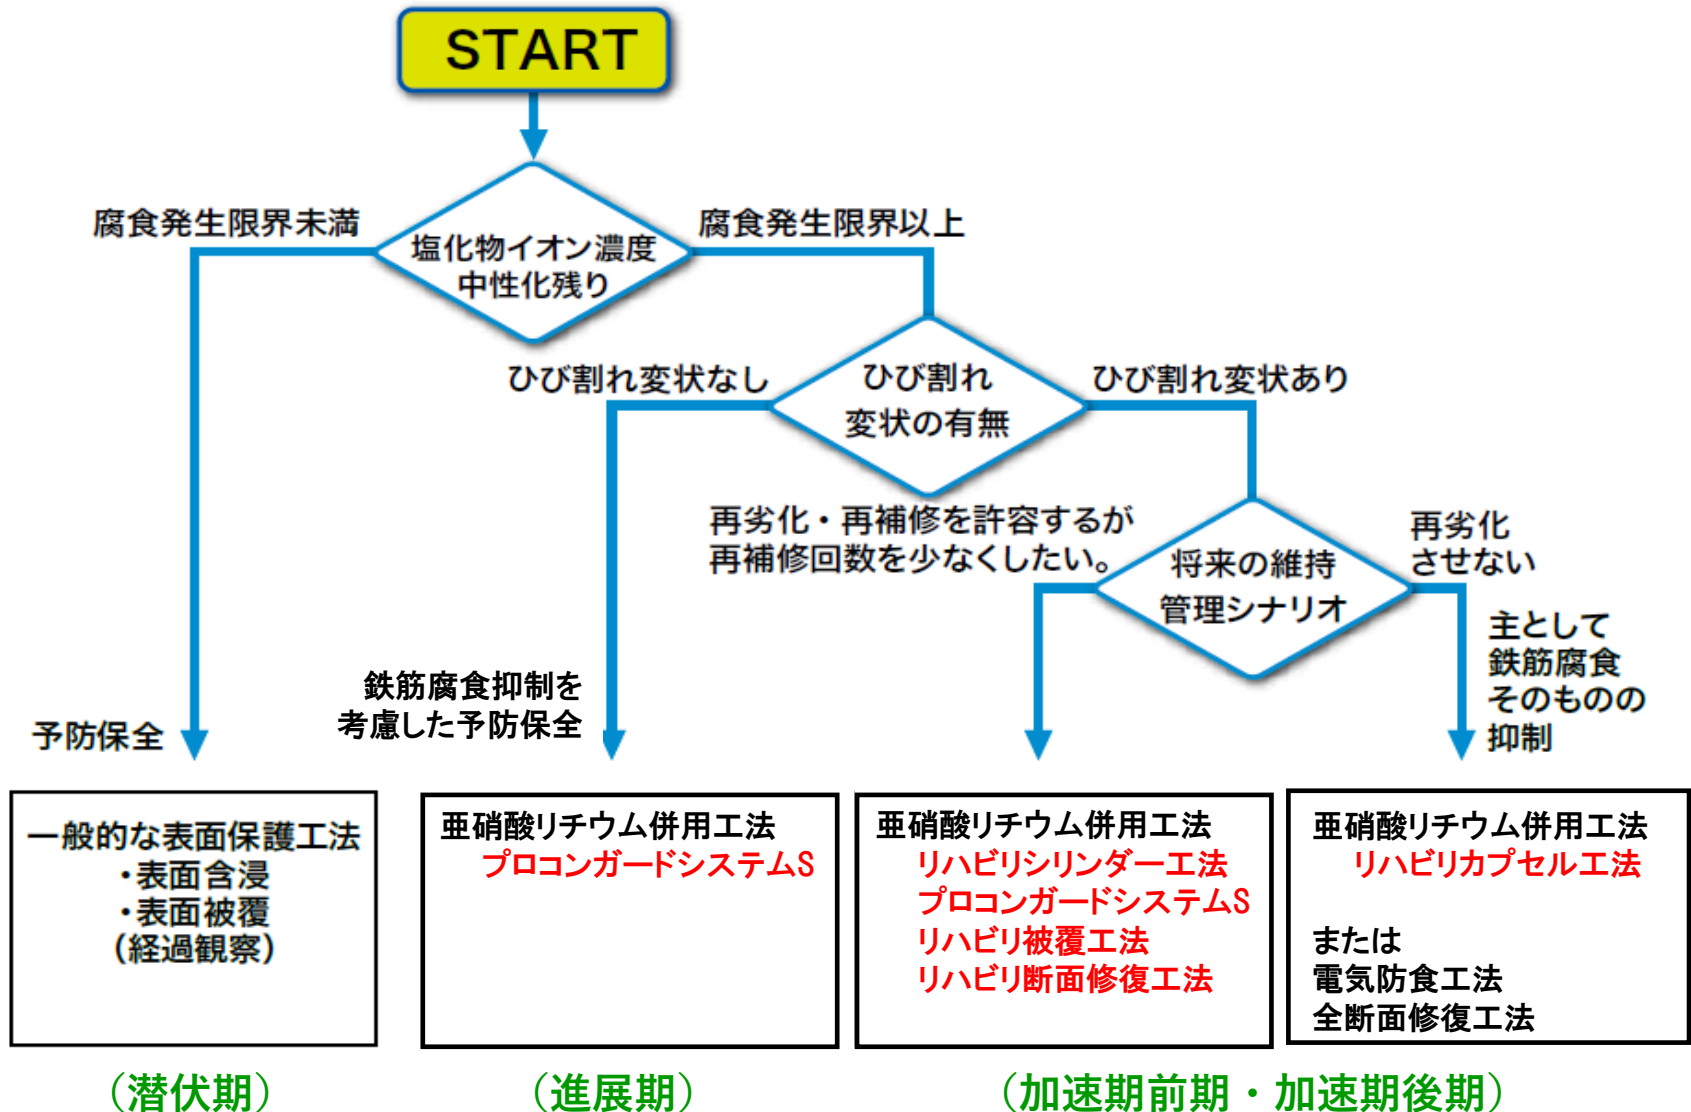 START
塩化物イオン濃度
中性化残り
腐食発生限界未満
腐食発生限界以上
ひび割れ
変状の有無
ひび割れ変状なし
ひび割れ変状あり
将来の維持
管理シナリオ
再劣化・再補修を許容するが
再補修回数を少なくしたい。
再劣化
させない
主として
鉄筋腐食
そのものの
抑制
鉄筋腐食抑制を
考慮した予防保全
予防保全
一般的な表面保護工法
・表面含浸
・表面被覆
(経過観察)
亜硝酸リチウム併用工法
プロコンガードシステムS
亜硝酸リチウム併用工法
リハビリシリンダー工法
プロコンガードシステムS
リハビリ被覆工法
リハビリ断面修復工法
亜硝酸リチウム併用工法
リハビリカプセル工法
または
電気防食工法
全断面修復工法
(潜伏期)
(進展期)
(加速期前期・加速期後期)